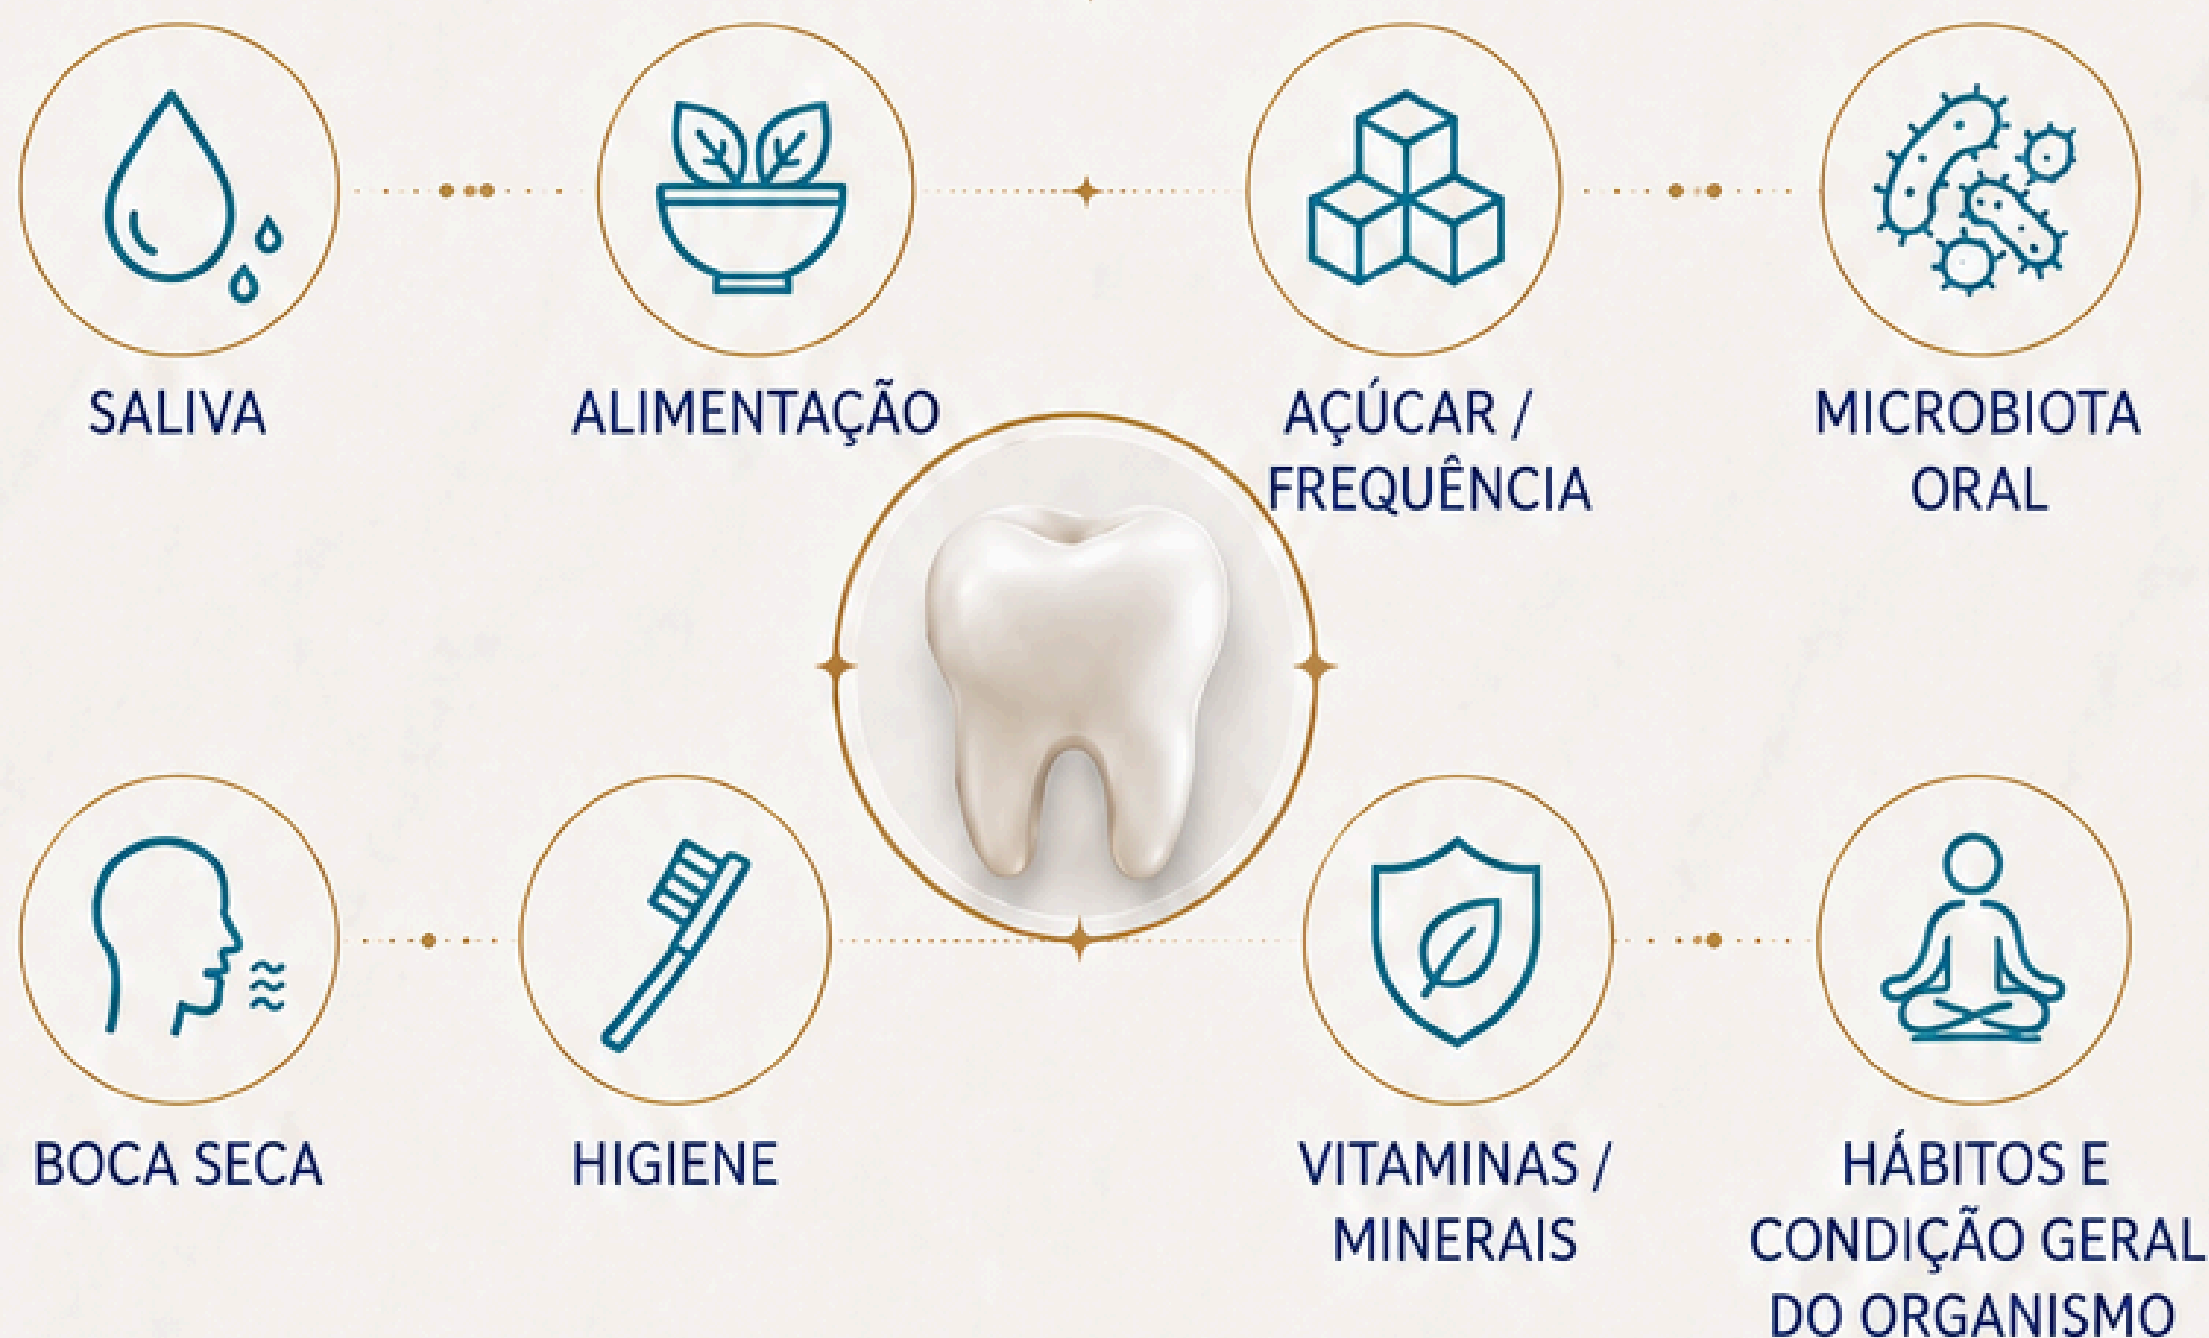 SALIVA
ALIMENTAÇÃO
AÇÚCAR /
FREQUÊNCIA
MICROBIOTA
ORAL
BOCA SECA
HIGIENE
VITAMINAS /
MINERAIS
HÁBITOS E
CONDIÇÃO GERAL
DO ORGANISMO